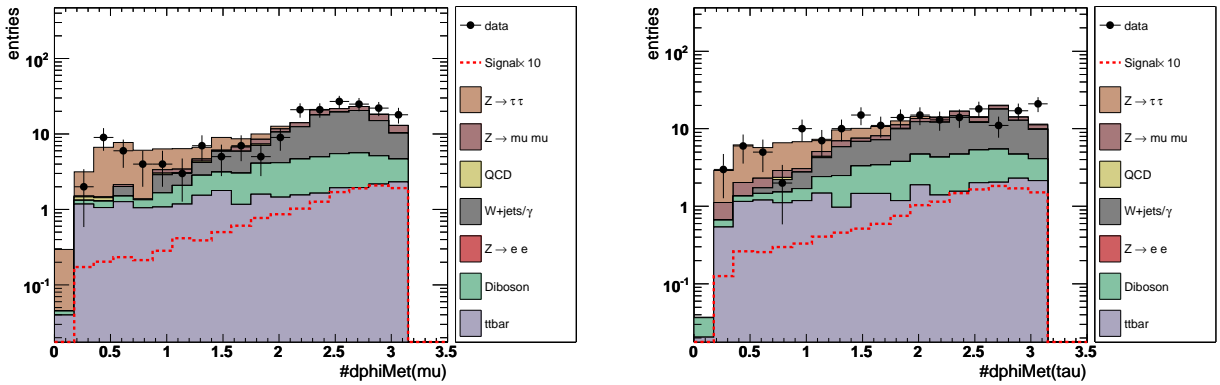 entries
10²
10
1
10⁻¹
0 0.5 1 1.5 2 2.5 3 3.5
#dphiMet(mu)
data
Signal× 10
Z → τ τ
Z → mu mu
QCD
W+jets/γ
Z → e e
Diboson
ttbar
entries
10²
10
1
10⁻¹
0 0.5 1 1.5 2 2.5 3 3.5
#dphiMet(tau)
data
Signal× 10
Z → τ τ
Z → mu mu
QCD
W+jets/γ
Z → e e
Diboson
ttbar